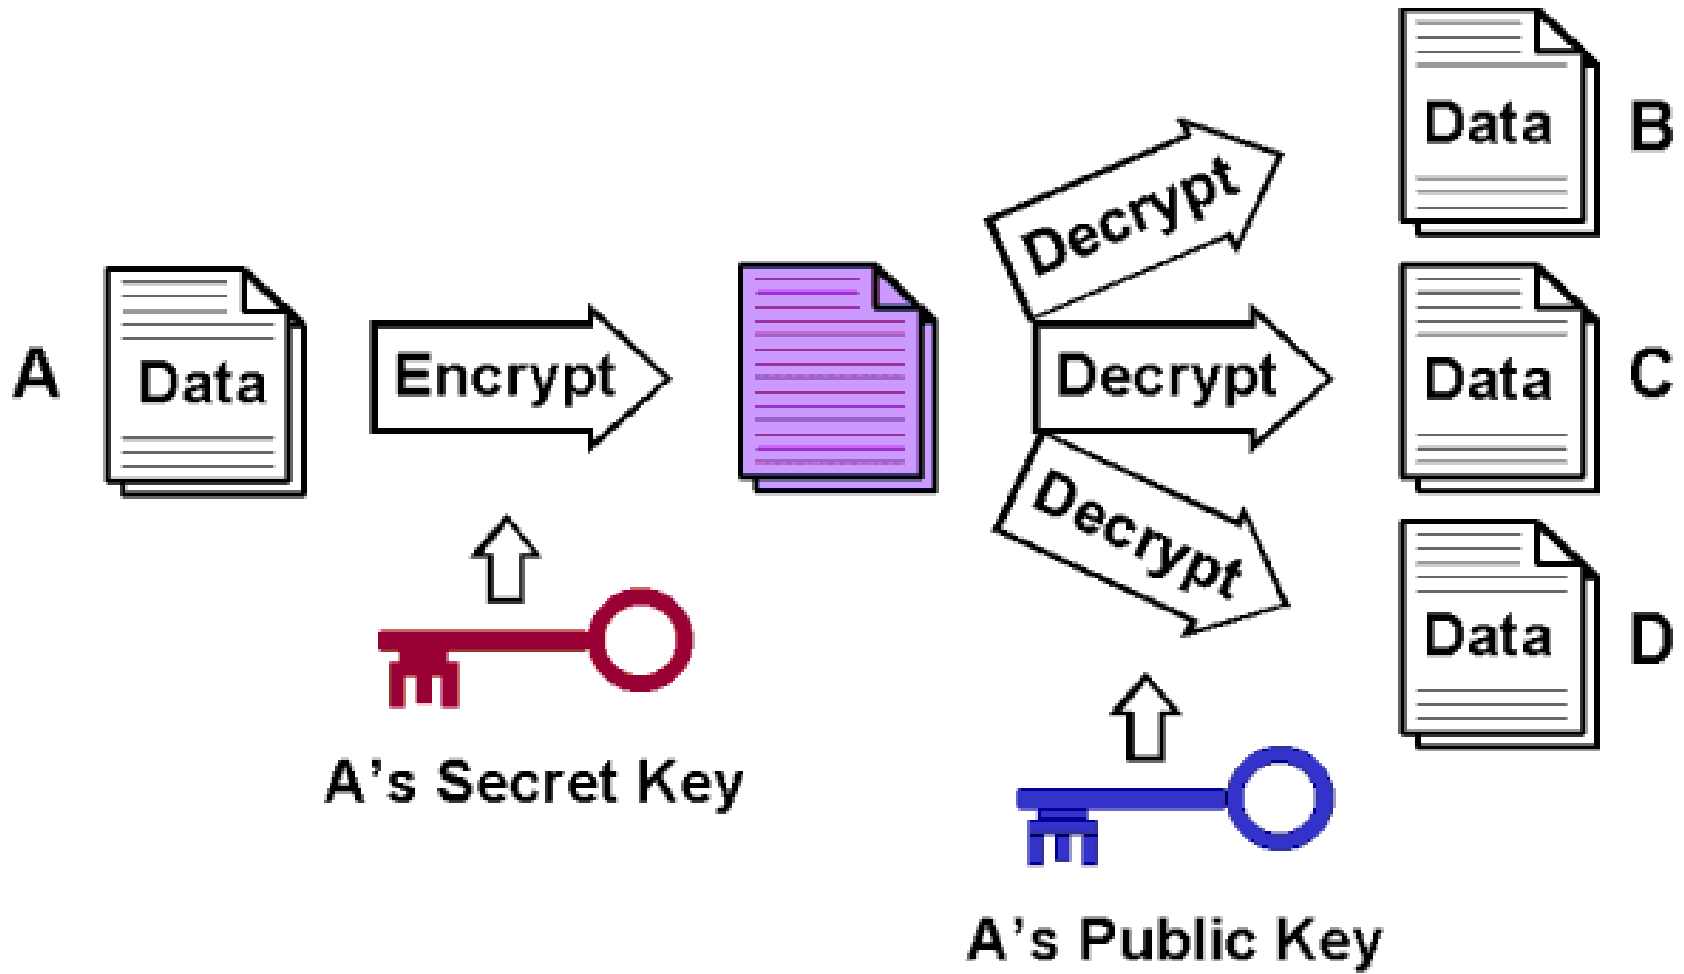 A
Data
Encrypt
A's Secret Key
Decrypt
Decrypt
Decrypt
A's Public Key
Data
B
Data
C
Data
D